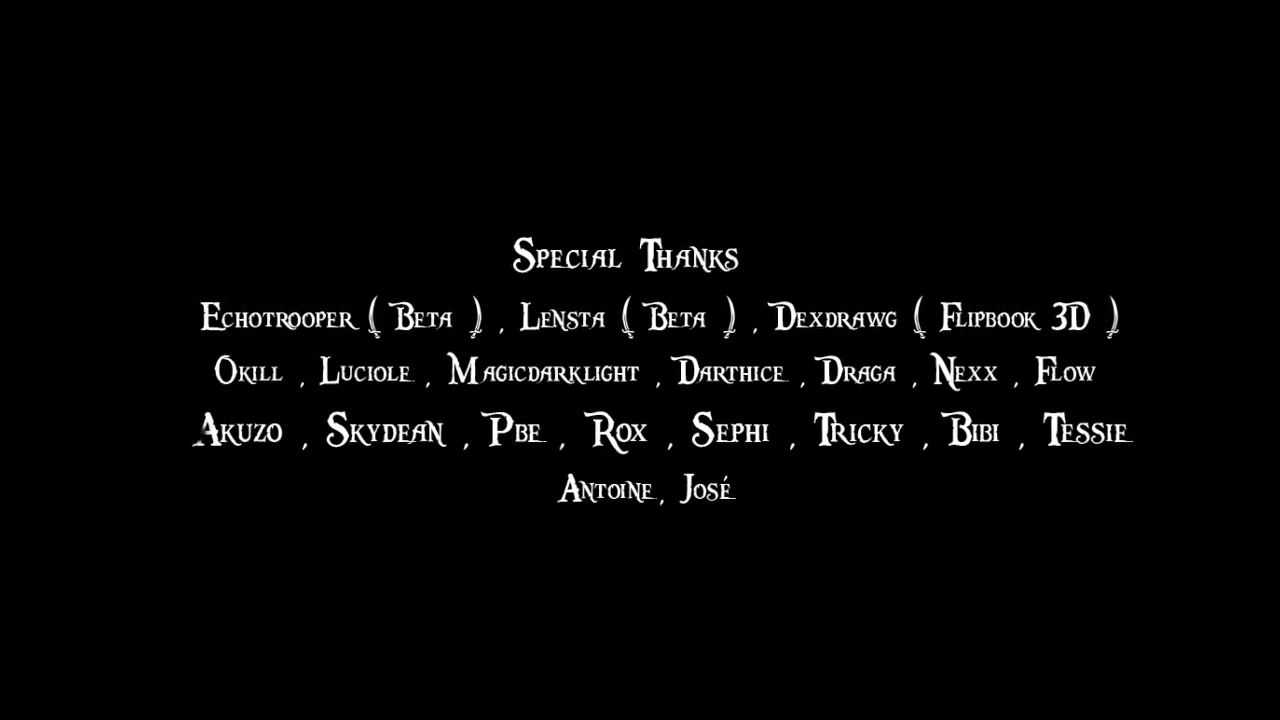 Special Thanks
Echotrooper ( Beta ) , Lensta ( Beta ) , Dexdrawg ( Flipbook 3D )
Okill , Luciole , Magicdarklight , Darthice , Draga , Nexx , Flow
Akuzo , Skydean , Pbe , Rox , Sephi , Tricky , Bibi , Tessie
Antoine, José